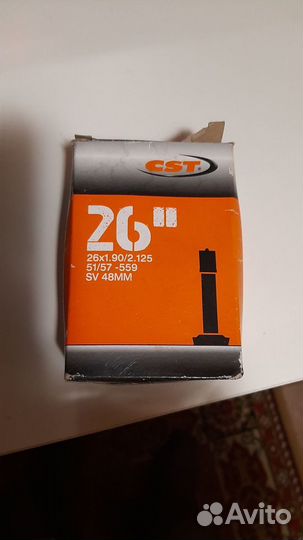 CST
26"
26x1.90/2.125
51/57 -559
SV 48MM
Avito